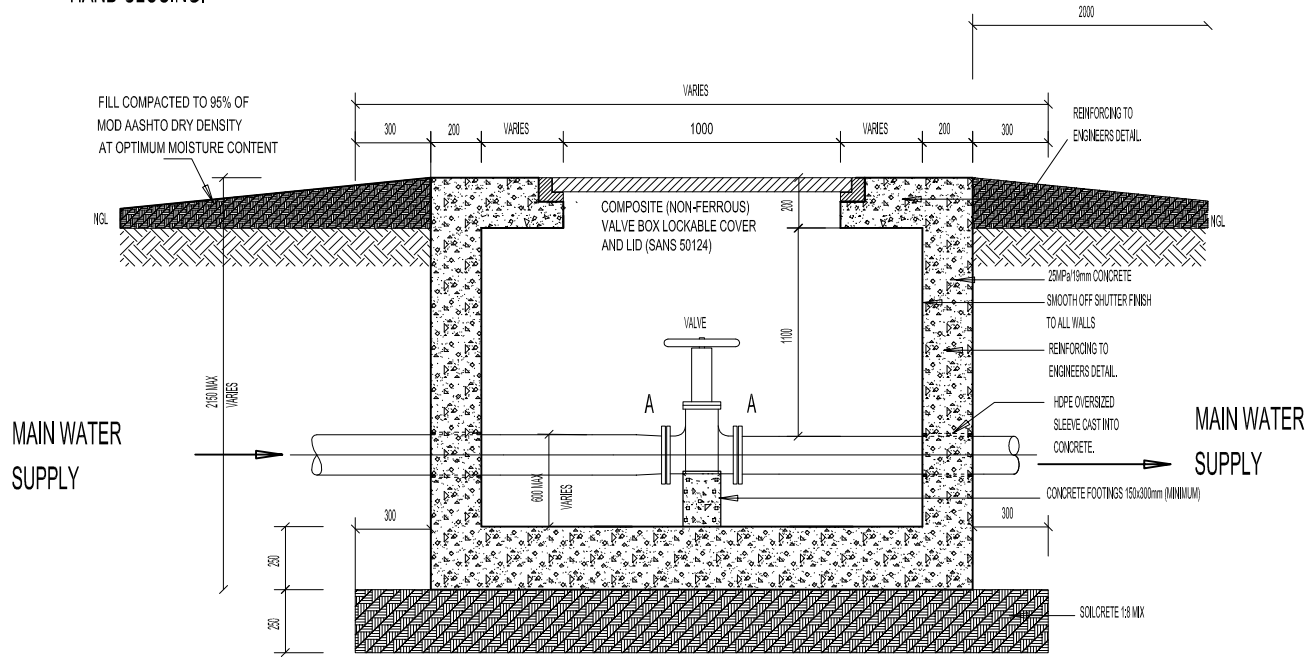 2000
VARIES
FILL COMPACTED TO 95% OF
MOD AASHTO DRY DENSITY
AT OPTIMUM MOISTURE CONTENT
300
200
VARIES
1000
VARIES
200
300
REINFORCING TO
ENGINEERS DETAIL.
NGL
NGL
COMPOSITE (NON-FERROUS)
VALVE BOX LOCKABLE COVER
AND LID (SANS 50124)
200
25MPa/19mm CONCRETE
SMOOTH OFF SHUTTER FINISH
TO ALL WALLS
VALVE
1100
REINFORCING TO
ENGINEERS DETAIL.
2150 MAX
VARIES
A
A
HDPE OVERSIZED
SLEEVE CAST INTO
CONCRETE.
MAIN WATER
SUPPLY
MAIN WATER
SUPPLY
600 MAX
VARIES
CONCRETE FOOTINGS 150x300mm (MINIMUM)
300
300
250
250
SOILCRETE 1:8 MIX